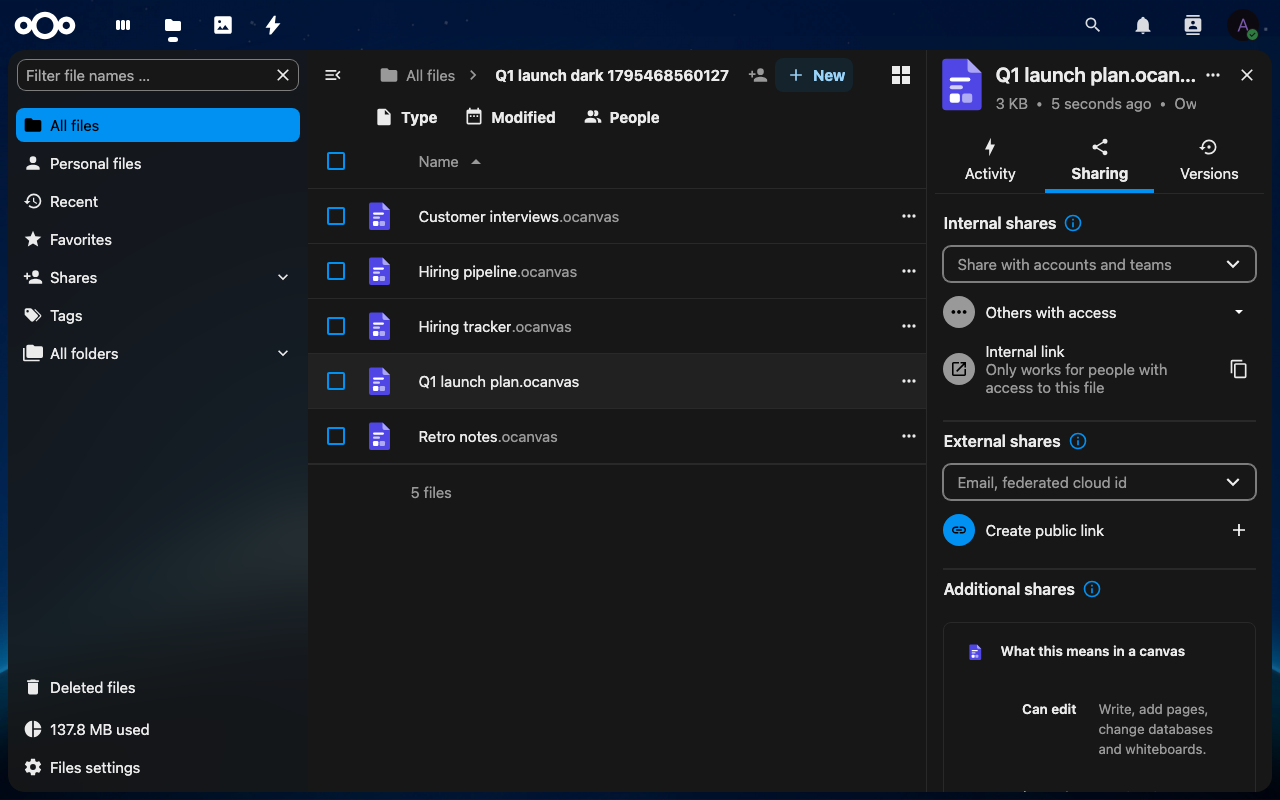 A
Filter file names ...
All files
Q1 launch dark 1795468560127
New
Q1 launch plan.ocan...
3 KB • 5 seconds ago • Ow
All files
Personal files
Recent
Favorites
Shares
Tags
All folders
Deleted files
137.8 MB used
Files settings
Type
Modified
People
Name
Customer interviews.ocanvas
Hiring pipeline.ocanvas
Hiring tracker.ocanvas
Q1 launch plan.ocanvas
Retro notes.ocanvas
5 files
Activity
Sharing
Versions
Internal shares
Share with accounts and teams
Others with access
Internal link
Only works for people with
access to this file
External shares
Email, federated cloud id
Create public link
Additional shares
What this means in a canvas
Can edit
Write, add pages,
change databases
and whiteboards.